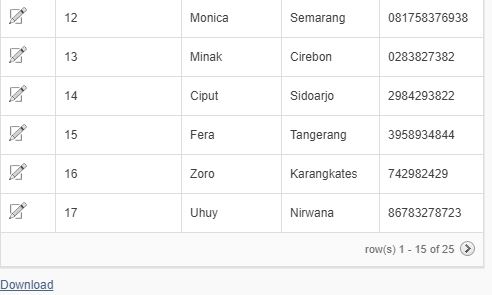 12 Monica Semarang 081758376938
13 Minak Cirebon 0283827382
14 Ciput Sidoarjo 2984293822
15 Fera Tangerang 3958934844
16 Zoro Karangkates 742982429
17 Uhuy Nirwana 86783278723
row(s) 1 - 15 of 25
Download